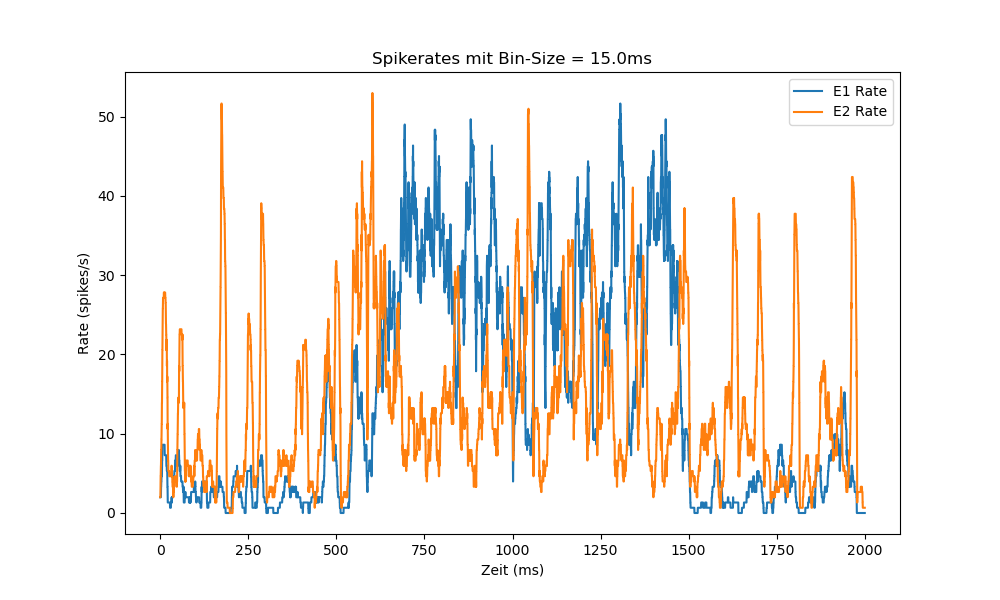 Spikerates mit Bin-Size = 15.0ms
E1 Rate
E2 Rate
Rate (spikes/s)
50
40
30
20
10
0
0 250 500 750 1000 1250 1500 1750 2000
Zeit (ms)